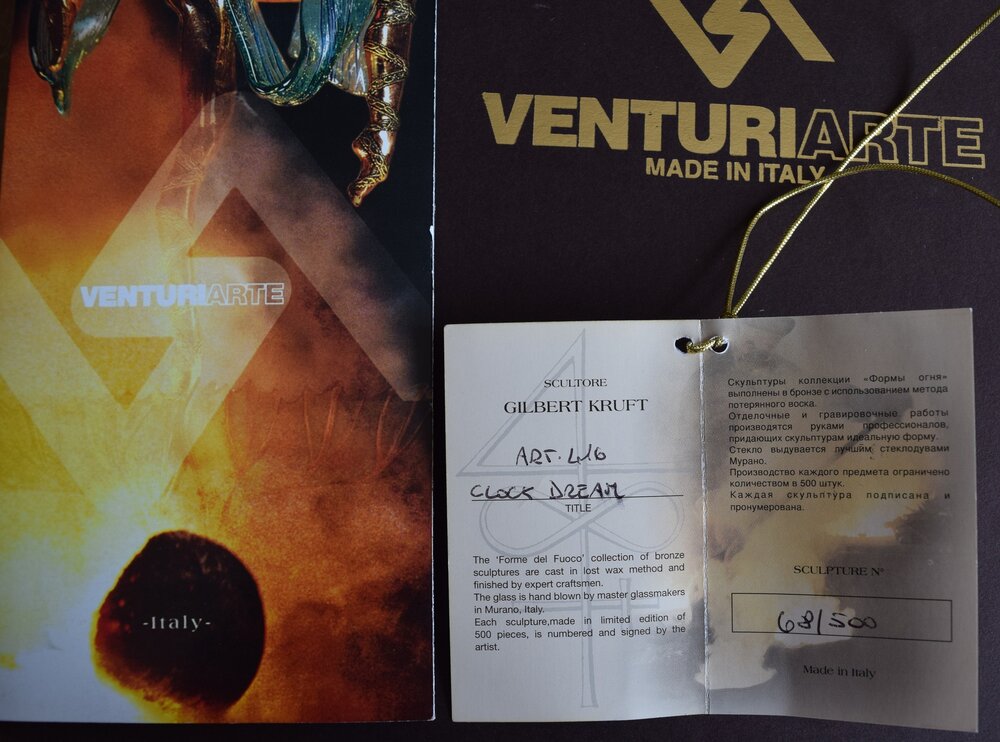 VENTURIARTE
-Italy-
VENTURIARTE
MADE IN ITALY
SCULTORE
GILBERT KRUFT
ART. 416
CLOCK DREAM
TITLE
The 'Forme del Fuoco' collection of bronze
sculptures are cast in lost wax method and
finished by expert craftsmen.
The glass is hand blown by master glassmakers
in Murano, Italy.
Each sculpture,made in limited edition of
500 pieces, is numbered and signed by the
artist.
Скульптуры коллекции «Формы огня»
выполнены в бронзе с использованием метода
потерянного воска.
Отделочные и гравировочные работы
производятся руками профессионалов,
придающих скульптурам идеальную форму.
Стекло выдувается лучшим стеклодувами
Мурано.
Производство каждого предмета ограничено
количеством в 500 штук.
Каждая скульптура подписана и
пронумерована.
SCULPTURE N°
68/500
Made in Italy